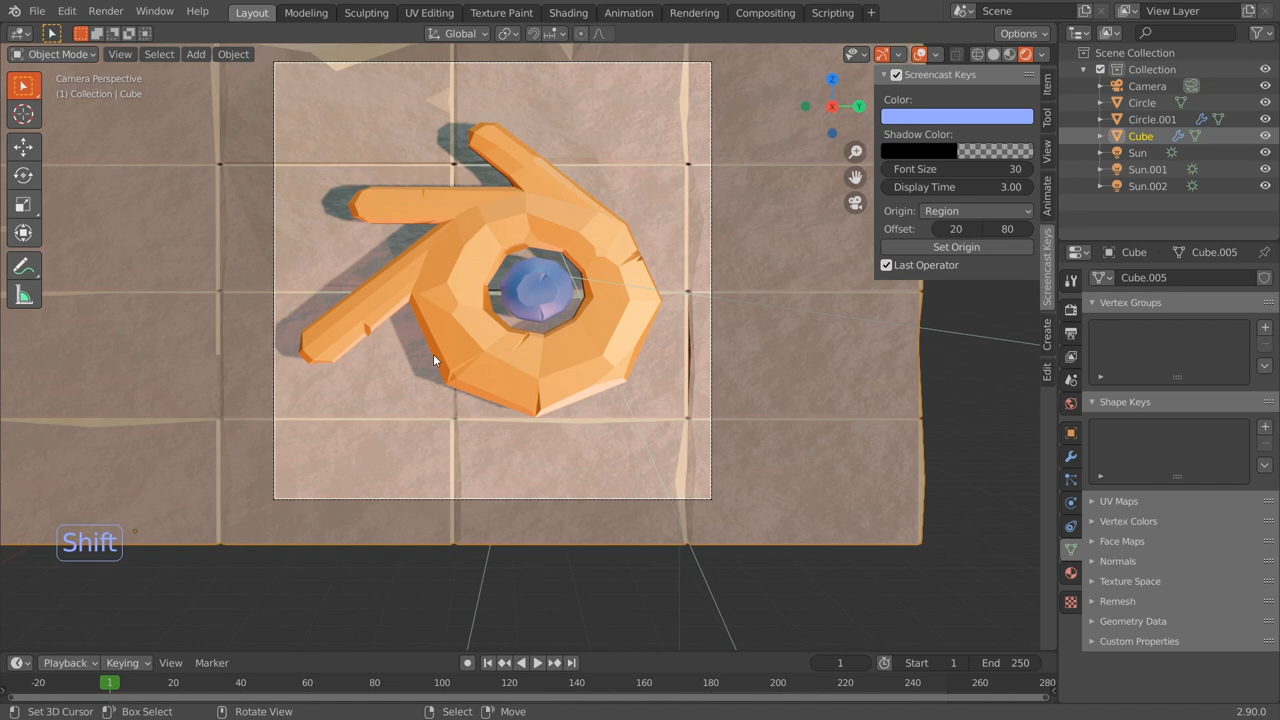 File Edit Render Window Help Layout Modeling Sculpting UV Editing Texture Paint Shading Animation Rendering Compositing Scripting + Scene View Layer
Global Options
Object Mode View Select Add Object
Camera Perspective
(1) Collection | Cube
Z
X
Y
Screencast Keys
Color:
Shadow Color:
Font Size 30
Display Time 3.00
Origin: Region
Offset: 20 80
Set Origin
Last Operator
Item
Tool
View
Animate
Screencast Keys
Create
Edit
Scene Collection
Collection
Camera
Circle
Circle.001
Cube
Sun
Sun.001
Sun.002
Cube Cube.005
Cube.005
Vertex Groups
Shape Keys
UV Maps
Vertex Colors
Face Maps
Normals
Texture Space
Remesh
Geometry Data
Custom Properties
Shift
Playback Keying View Marker 1 Start 1 End 250
-20 1 20 40 60 80 100 120 140 160 180 200 220 240 260 280
Set 3D Cursor Box Select Rotate View Select Move 2.90.0